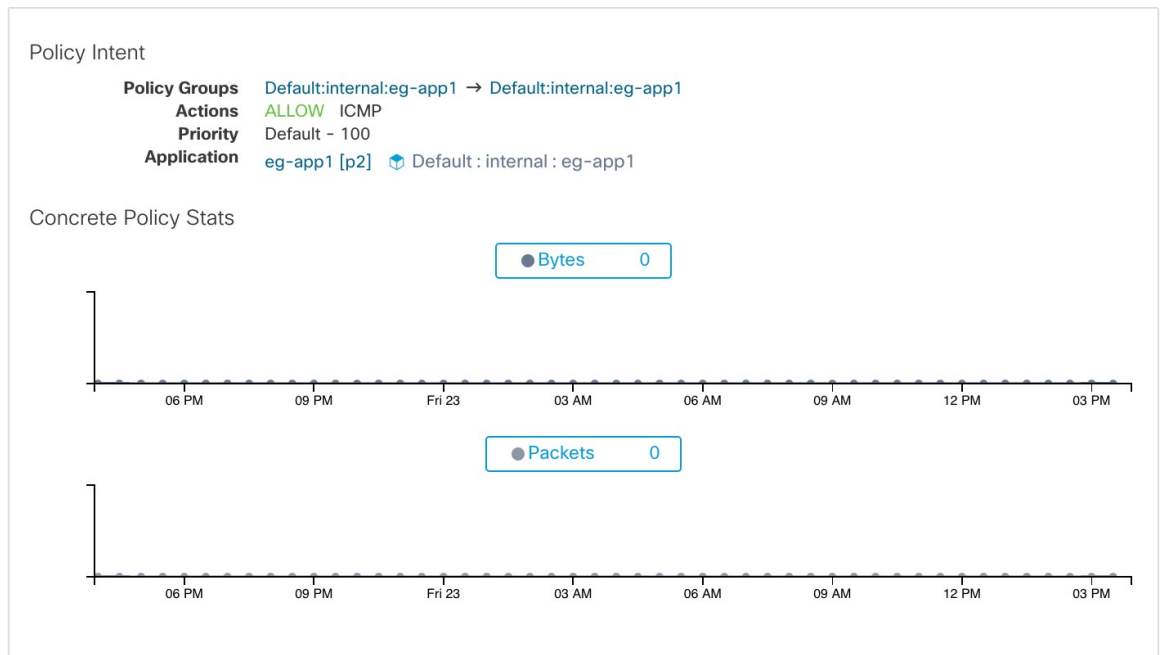 Policy Intent
Policy Groups Default:internal:eg-app1 → Default:internal:eg-app1
Actions ALLOW ICMP
Priority Default - 100
Application eg-app1 [p2] Default : internal : eg-app1
Concrete Policy Stats
Bytes 0
06 PM 09 PM Fri 23 03 AM 06 AM 09 AM 12 PM 03 PM
Packets 0
06 PM 09 PM Fri 23 03 AM 06 AM 09 AM 12 PM 03 PM